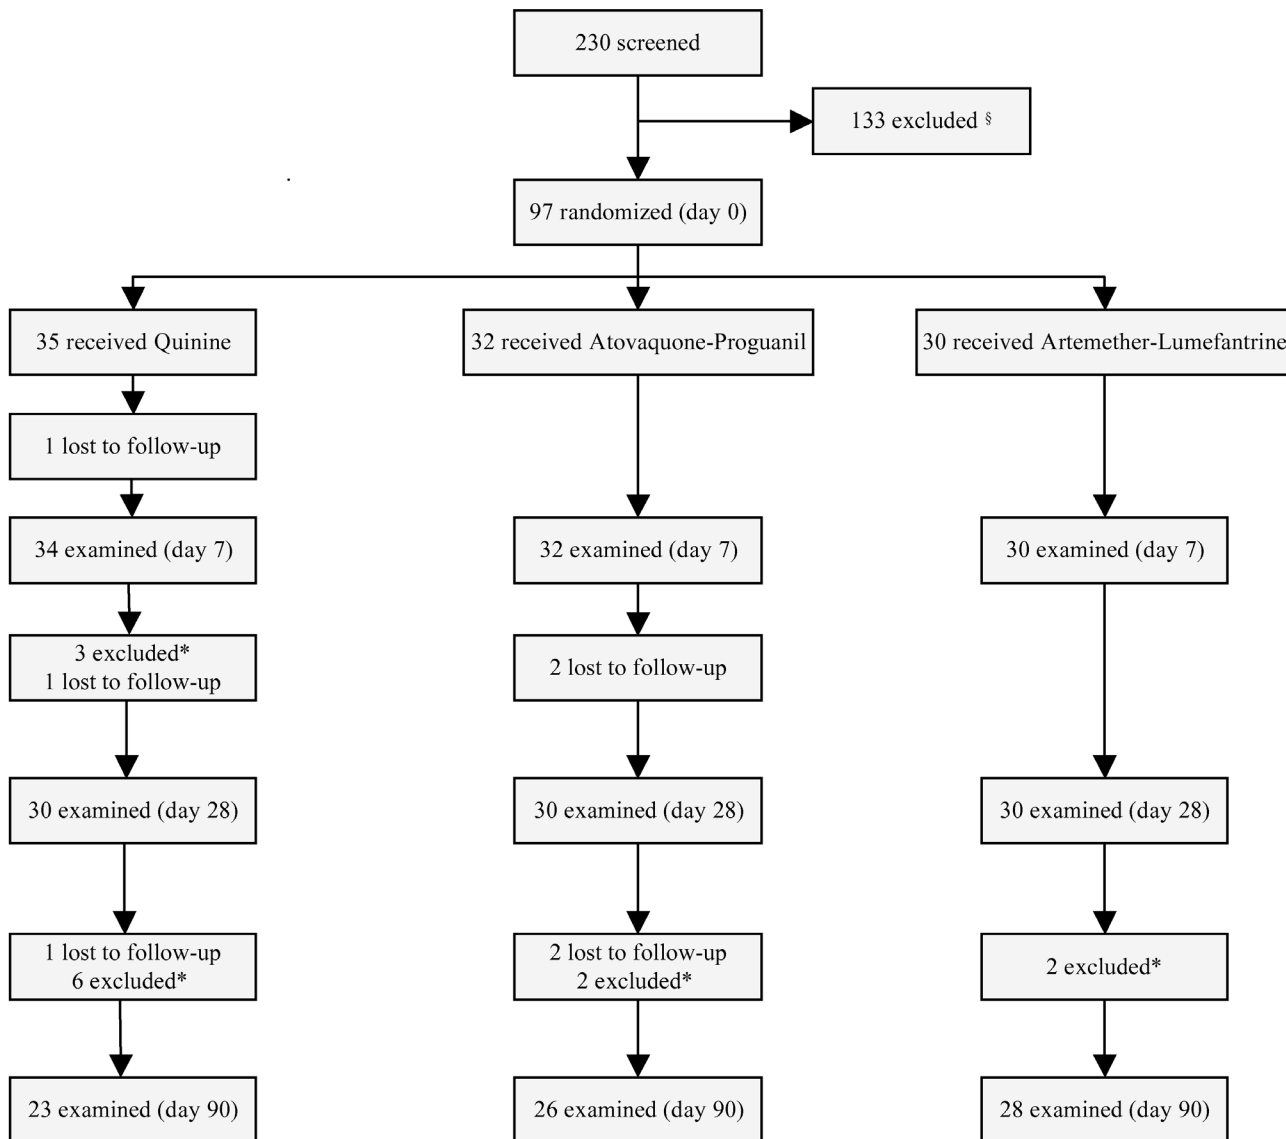 230 screened
133 excluded §
97 randomized (day 0)
35 received Quinine
32 received Atovaquone-Proguanil
30 received Artemether-Lumefantrine
1 lost to follow-up
34 examined (day 7)
32 examined (day 7)
30 examined (day 7)
3 excluded*
1 lost to follow-up
2 lost to follow-up
30 examined (day 28)
30 examined (day 28)
30 examined (day 28)
1 lost to follow-up
6 excluded*
2 lost to follow-up
2 excluded*
2 excluded*
23 examined (day 90)
26 examined (day 90)
28 examined (day 90)